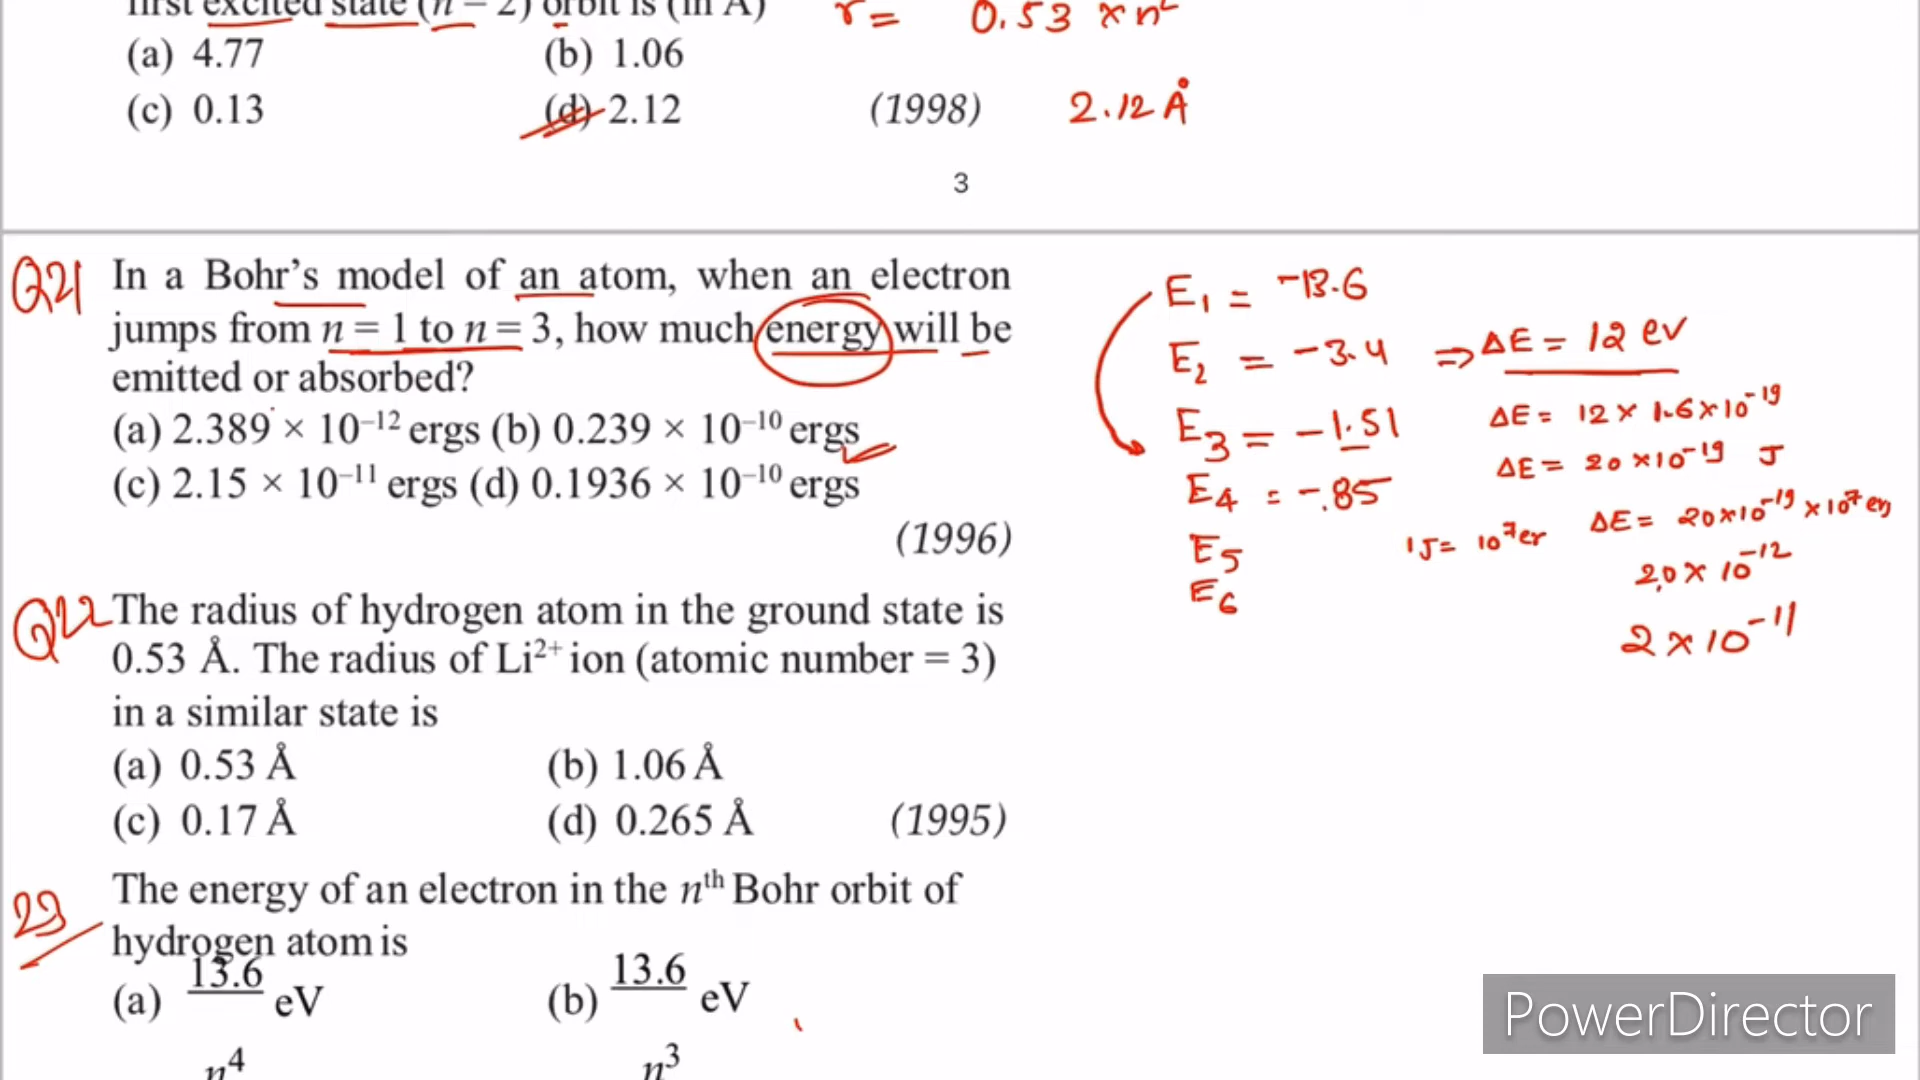 first excited state (n = 2) orbit is (in Å)
r = 0.53 × n²
(a) 4.77 (b) 1.06
(c) 0.13 (d) 2.12 (1998) 2.12 Å
3
Q21 In a Bohr's model of an atom, when an electron
jumps from n = 1 to n = 3, how much energy will be
emitted or absorbed?
(a) 2.389 × 10⁻¹² ergs (b) 0.239 × 10⁻¹⁰ ergs
(c) 2.15 × 10⁻¹¹ ergs (d) 0.1936 × 10⁻¹⁰ ergs
(1996)
E₁ = -13.6
E₂ = -3.4 ⇒ ΔE = 12 ev
E₃ = -1.51
E₄ = -.85
E₅
E₆
ΔE = 12 × 1.6×10⁻¹⁹
ΔE = 20 ×10⁻¹⁹ J
1J = 10⁷er ΔE = 20×10⁻¹⁹ ×10⁷ erg
2.0 × 10⁻¹²
2 × 10⁻¹¹
Q22 The radius of hydrogen atom in the ground state is
0.53 Å. The radius of Li²⁺ ion (atomic number = 3)
in a similar state is
(a) 0.53 Å (b) 1.06 Å
(c) 0.17 Å (d) 0.265 Å (1995)
23 The energy of an electron in the nᵗʰ Bohr orbit of
hydrogen atom is
(a) 13.6/n⁴ eV (b) 13.6/n³ eV
PowerDirector